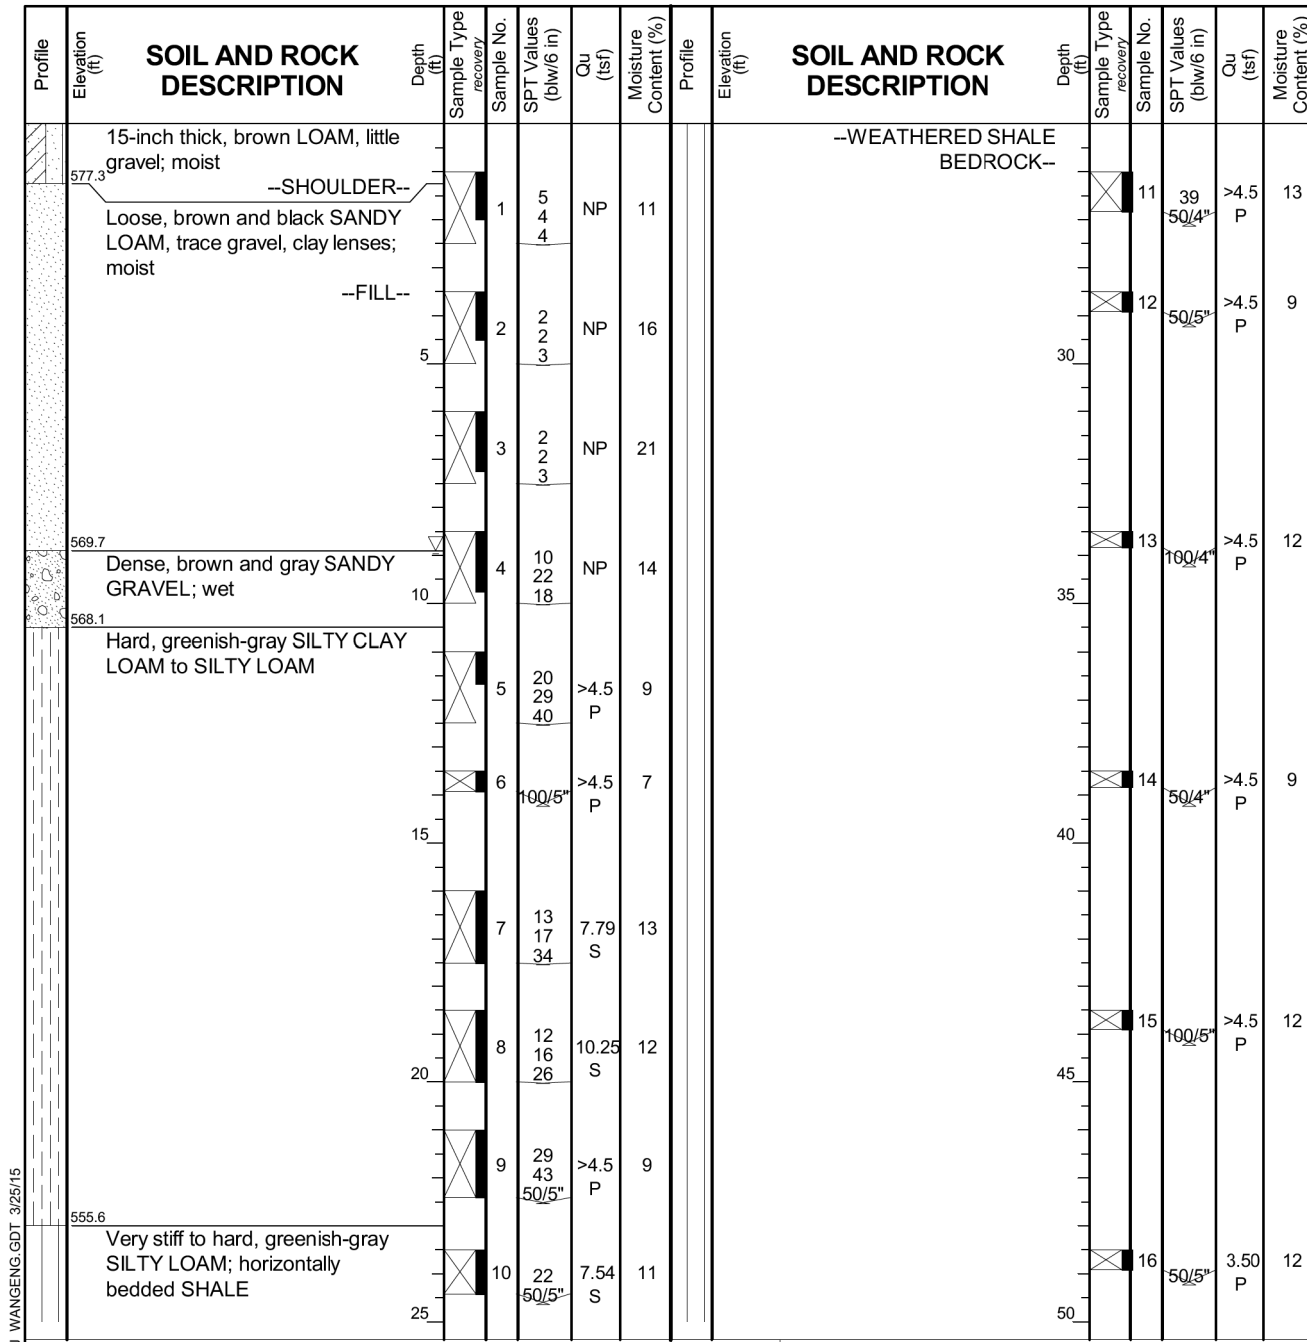 Profile
Elevation
(ft)
SOIL AND ROCK
DESCRIPTION
Depth
(ft)
Sample Type
recovery
Sample No.
SPT Values
(blw/6 in)
Qu
(tsf)
Moisture
Content (%)
Profile
Elevation
(ft)
SOIL AND ROCK
DESCRIPTION
Depth
(ft)
Sample Type
recovery
Sample No.
SPT Values
(blw/6 in)
Qu
(tsf)
Moisture
Content (%)
15-inch thick, brown LOAM, little
gravel; moist
577.3
--SHOULDER--
Loose, brown and black SANDY
LOAM, trace gravel, clay lenses;
moist
--FILL--
1
5
4
4
NP
11
2
2
2
3
NP
16
5
3
2
2
3
NP
21
569.7
Dense, brown and gray SANDY
GRAVEL; wet
4
10
22
18
NP
14
10
568.1
Hard, greenish-gray SILTY CLAY
LOAM to SILTY LOAM
5
20
29
40
>4.5
P
9
6
100/5"
>4.5
P
7
15
7
13
17
34
7.79
S
13
8
12
16
26
10.25
S
12
20
9
29
43
50/5"
>4.5
P
9
555.6
Very stiff to hard, greenish-gray
SILTY LOAM; horizontally
bedded SHALE
10
22
50/5"
7.54
S
11
25
--WEATHERED SHALE
BEDROCK--
11
39
50/4"
>4.5
P
13
12
50/5"
>4.5
P
9
30
13
100/4"
>4.5
P
12
35
14
50/4"
>4.5
P
9
40
15
100/5"
>4.5
P
12
45
16
50/5"
3.50
P
12
50
WANGENG.GDT 3/25/15